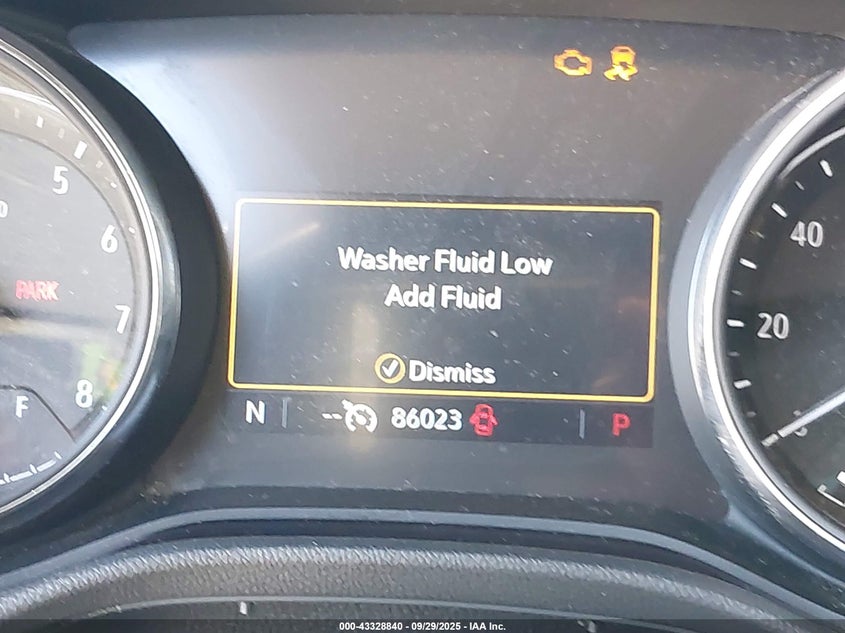 5
6
PARK
7
8
F
Washer Fluid Low
Add Fluid
Dismiss
N -- 86023 P
40
20
000-43328840 - 09/29/2025 - IAA Inc.